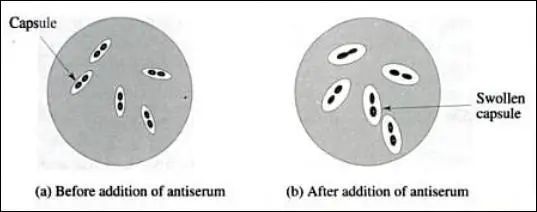 Capsule
Swollen
capsule
(a) Before addition of antiserum
(b) After addition of antiserum